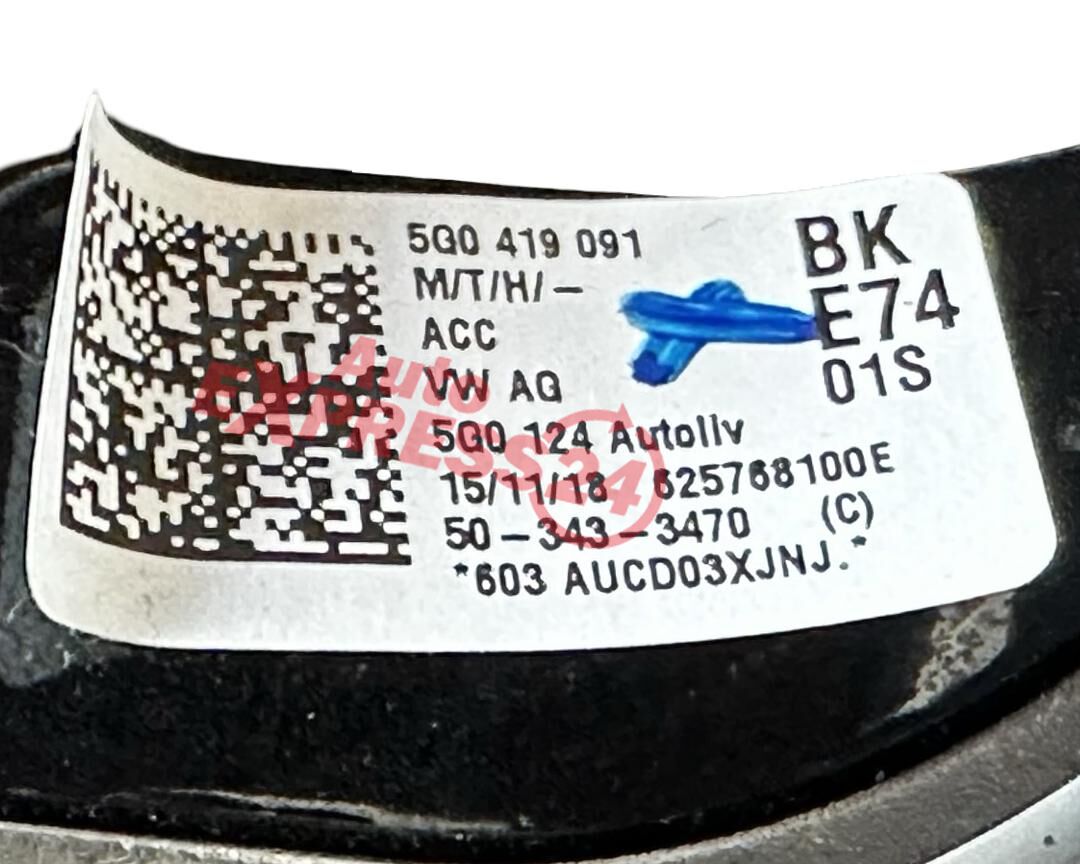 5G0 419 091
M/T/H/-
ACC
VW AG
5G0 124 Autoliv
15/11/18 625768100E
50-343-3470 (C)
*603 AUCD03XJNJ.*
BK
E74
01S
Auto
EXPRESS24